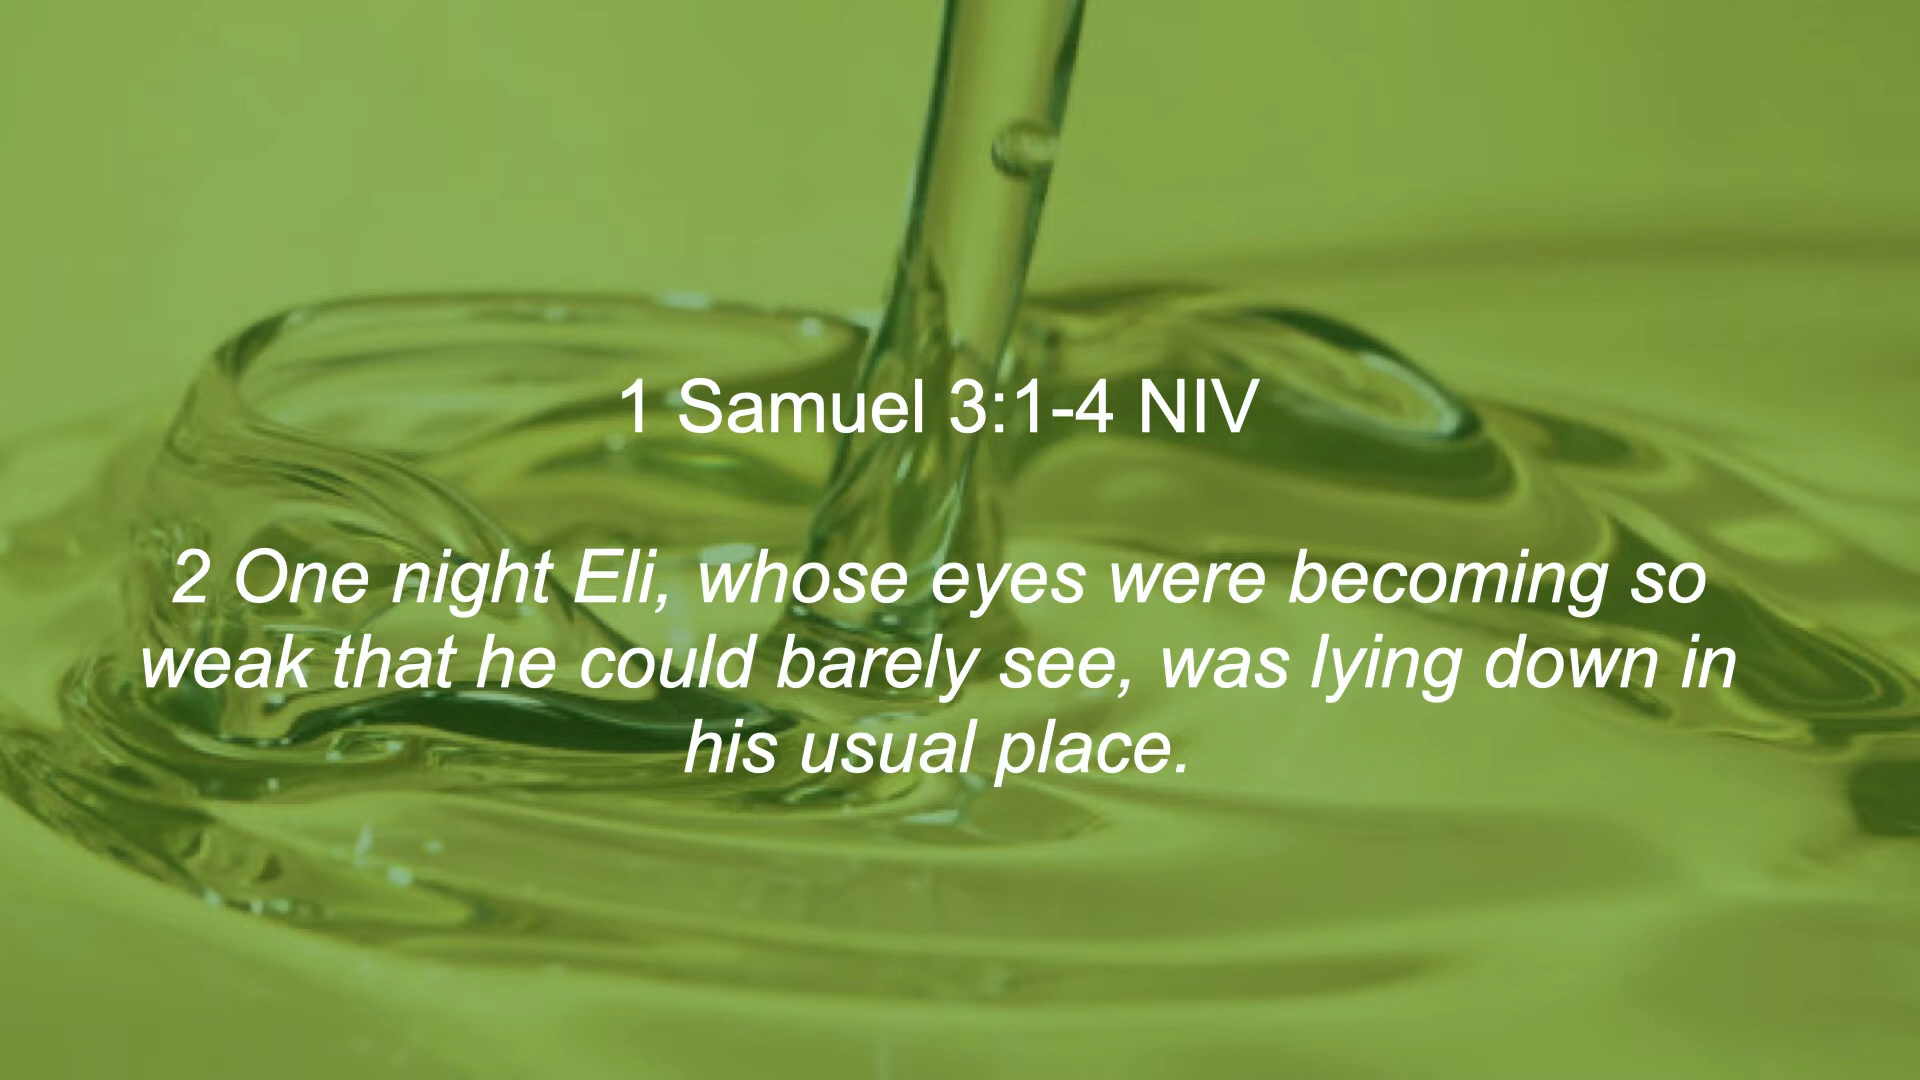 1 Samuel 3:1-4 NIV
2 One night Eli, whose eyes were becoming so
weak that he could barely see, was lying down in
his usual place.